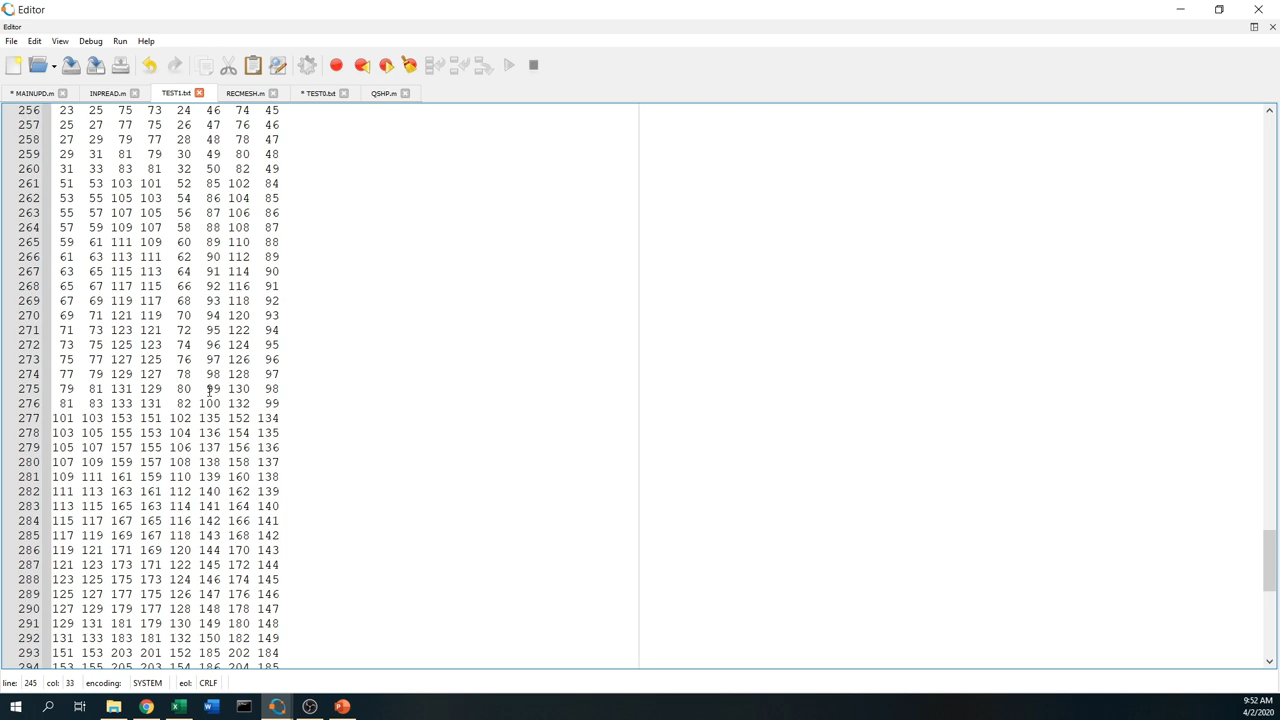 Editor
Editor
File Edit View Debug Run Help
* MAINUPD.m INPREAD.m TEST1.txt RECMESH.m * TEST0.txt QSHP.m
256 23 25 75 73 24 46 74 45
257 25 27 77 75 26 47 76 46
258 27 29 79 77 28 48 78 47
259 29 31 81 79 30 49 80 48
260 31 33 83 81 32 50 82 49
261 51 53 103 101 52 85 102 84
262 53 55 105 103 54 86 104 85
263 55 57 107 105 56 87 106 86
264 57 59 109 107 58 88 108 87
265 59 61 111 109 60 89 110 88
266 61 63 113 111 62 90 112 89
267 63 65 115 113 64 91 114 90
268 65 67 117 115 66 92 116 91
269 67 69 119 117 68 93 118 92
270 69 71 121 119 70 94 120 93
271 71 73 123 121 72 95 122 94
272 73 75 125 123 74 96 124 95
273 75 77 127 125 76 97 126 96
274 77 79 129 127 78 98 128 97
275 79 81 131 129 80 99 130 98
276 81 83 133 131 82 100 132 99
277 101 103 153 151 102 135 152 134
278 103 105 155 153 104 136 154 135
279 105 107 157 155 106 137 156 136
280 107 109 159 157 108 138 158 137
281 109 111 161 159 110 139 160 138
282 111 113 163 161 112 140 162 139
283 113 115 165 163 114 141 164 140
284 115 117 167 165 116 142 166 141
285 117 119 169 167 118 143 168 142
286 119 121 171 169 120 144 170 143
287 121 123 173 171 122 145 172 144
288 123 125 175 173 124 146 174 145
289 125 127 177 175 126 147 176 146
290 127 129 179 177 128 148 178 147
291 129 131 181 179 130 149 180 148
292 131 133 183 181 132 150 182 149
293 151 153 203 201 152 185 202 184
294 153 155 205 203 154 186 204 185
line: 245 col: 33 encoding: SYSTEM eol: CRLF
9:52 AM
4/2/2020